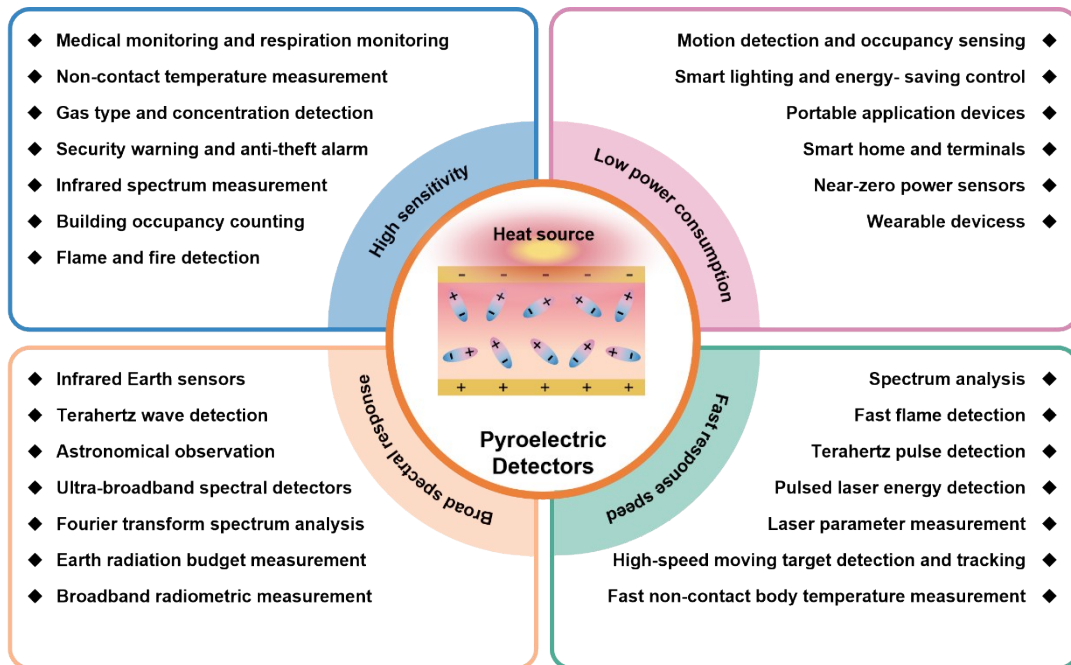 Medical monitoring and respiration monitoring
Non-contact temperature measurement
Gas type and concentration detection
Security warning and anti-theft alarm
Infrared spectrum measurement
Building occupancy counting
Flame and fire detection
High sensitivity
Motion detection and occupancy sensing
Smart lighting and energy- saving control
Portable application devices
Smart home and terminals
Near-zero power sensors
Wearable devicess
Low power consumption
Heat source
- - - - -
+ + + + +
- - - - -
+ + + + +
- - - - -
+ + + + +
Pyroelectric
Detectors
Infrared Earth sensors
Terahertz wave detection
Astronomical observation
Ultra-broadband spectral detectors
Fourier transform spectrum analysis
Earth radiation budget measurement
Broadband radiometric measurement
Broad spectral response
Spectrum analysis
Fast flame detection
Terahertz pulse detection
Pulsed laser energy detection
Laser parameter measurement
High-speed moving target detection and tracking
Fast non-contact body temperature measurement
Fast response speed